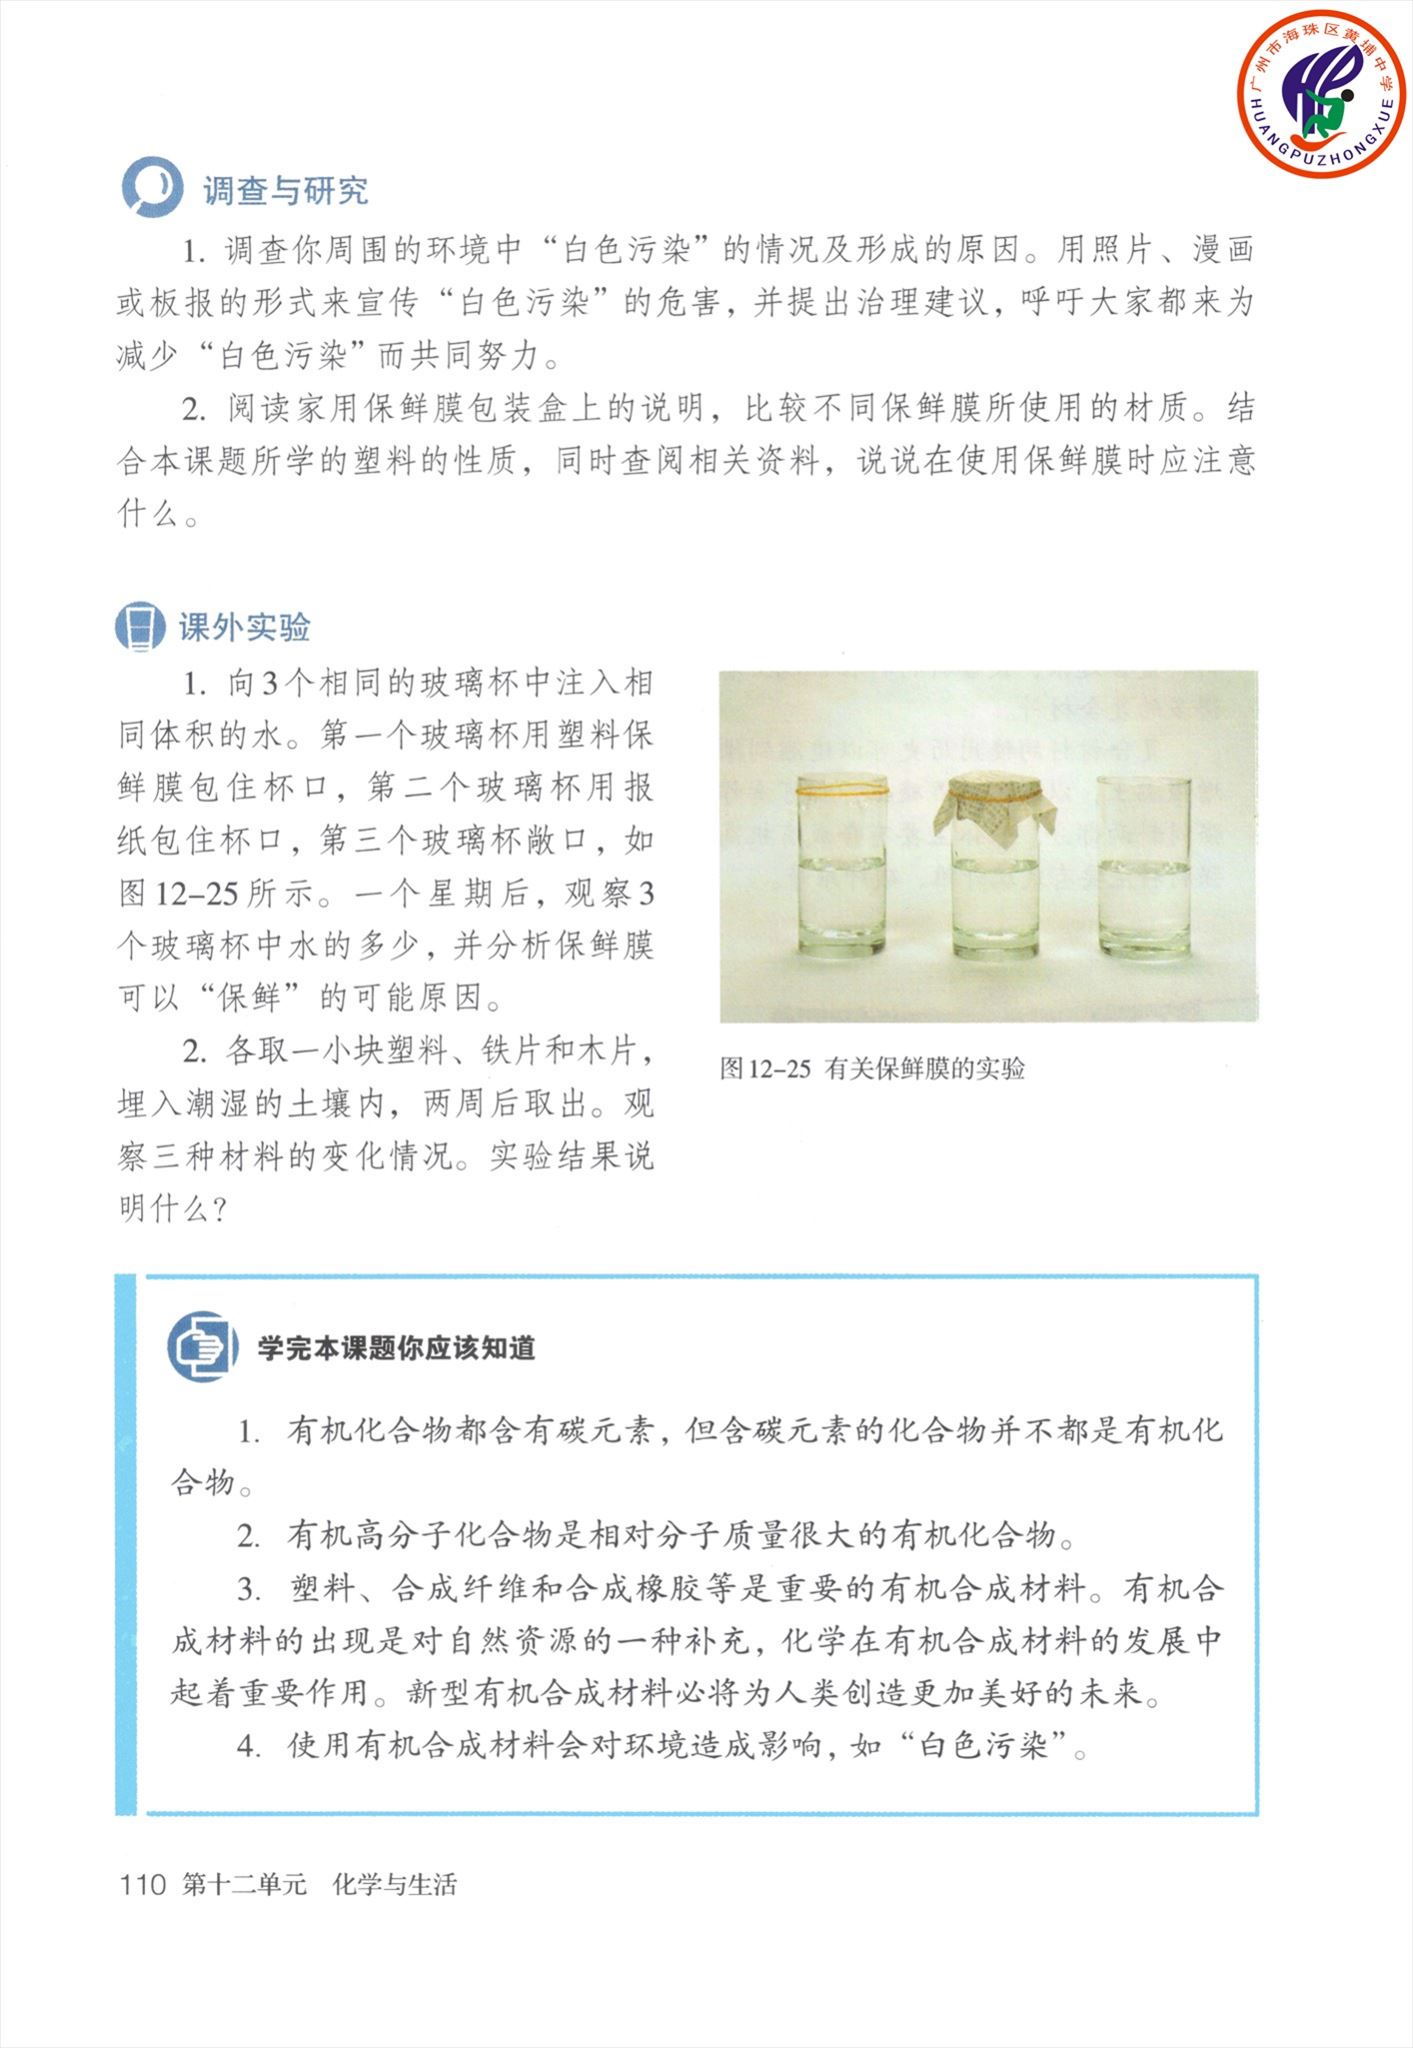 广州市海珠区黄埔中学
HUANGPUZHONGXUE
调查与研究
1. 调查你周围的环境中“白色污染”的情况及形成的原因。用照片、漫画
或板报的形式来宣传“白色污染”的危害，并提出治理建议，呼吁大家都来为
减少“白色污染”而共同努力。
2. 阅读家用保鲜膜包装盒上的说明，比较不同保鲜膜所使用的材质。结
合本课题所学的塑料的性质，同时查阅相关资料，说说在使用保鲜膜时应注意
什么。
课外实验
1. 向3个相同的玻璃杯中注入相
同体积的水。第一个玻璃杯用塑料保
鲜膜包住杯口，第二个玻璃杯用报
纸包住杯口，第三个玻璃杯敞口，如
图12-25所示。一个星期后，观察3
个玻璃杯中水的多少，并分析保鲜膜
可以“保鲜”的可能原因。
2. 各取一小块塑料、铁片和木片，
埋入潮湿的土壤内，两周后取出。观
察三种材料的变化情况。实验结果说
明什么？
图12-25 有关保鲜膜的实验
学完本课题你应该知道
1. 有机化合物都含有碳元素，但含碳元素的化合物并不都是有机化
合物。
2. 有机高分子化合物是相对分子质量很大的有机化合物。
3. 塑料、合成纤维和合成橡胶等是重要的有机合成材料。有机合
成材料的出现是对自然资源的一种补充，化学在有机合成材料的发展中
起着重要作用。新型有机合成材料必将为人类创造更加美好的未来。
4. 使用有机合成材料会对环境造成影响，如“白色污染”。
110 第十二单元 化学与生活